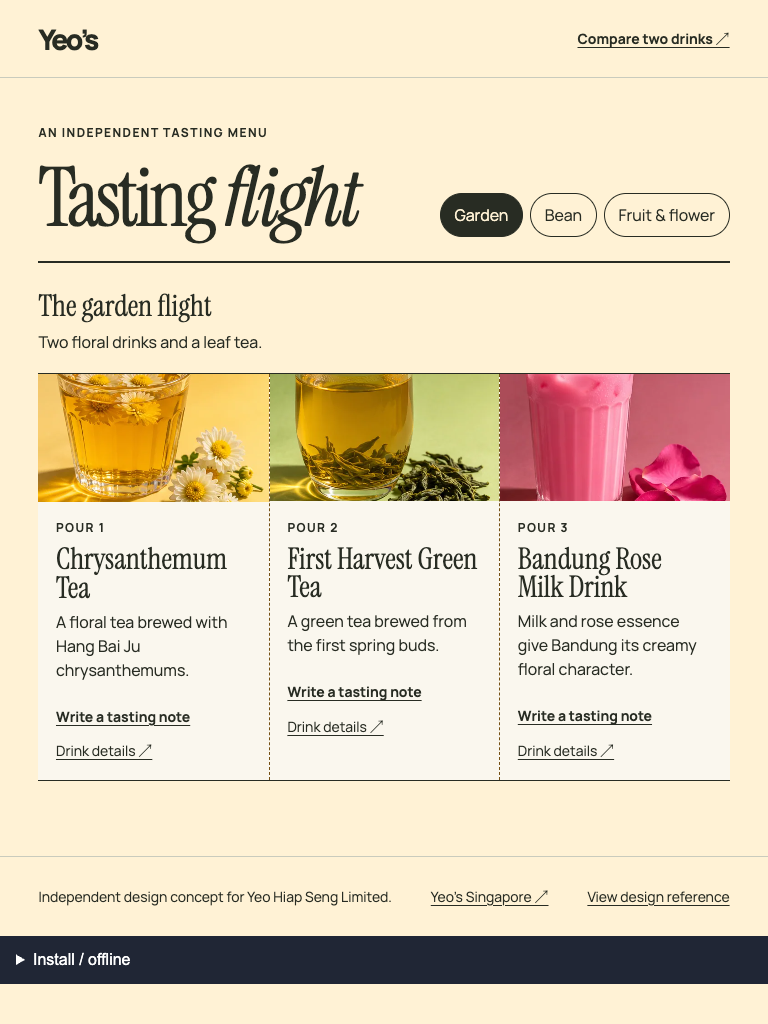 Yeo's
Compare two drinks ↗
AN INDEPENDENT TASTING MENU
Tasting flight
Garden
Bean
Fruit & flower
The garden flight
Two floral drinks and a leaf tea.
POUR 1
Chrysanthemum
Tea
A floral tea brewed with
Hang Bai Ju
chrysanthemums.
Write a tasting note
Drink details ↗
POUR 2
First Harvest Green
Tea
A green tea brewed from
the first spring buds.
Write a tasting note
Drink details ↗
POUR 3
Bandung Rose
Milk Drink
Milk and rose essence
give Bandung its creamy
floral character.
Write a tasting note
Drink details ↗
Independent design concept for Yeo Hiap Seng Limited.
Yeo's Singapore ↗
View design reference
▶ Install / offline